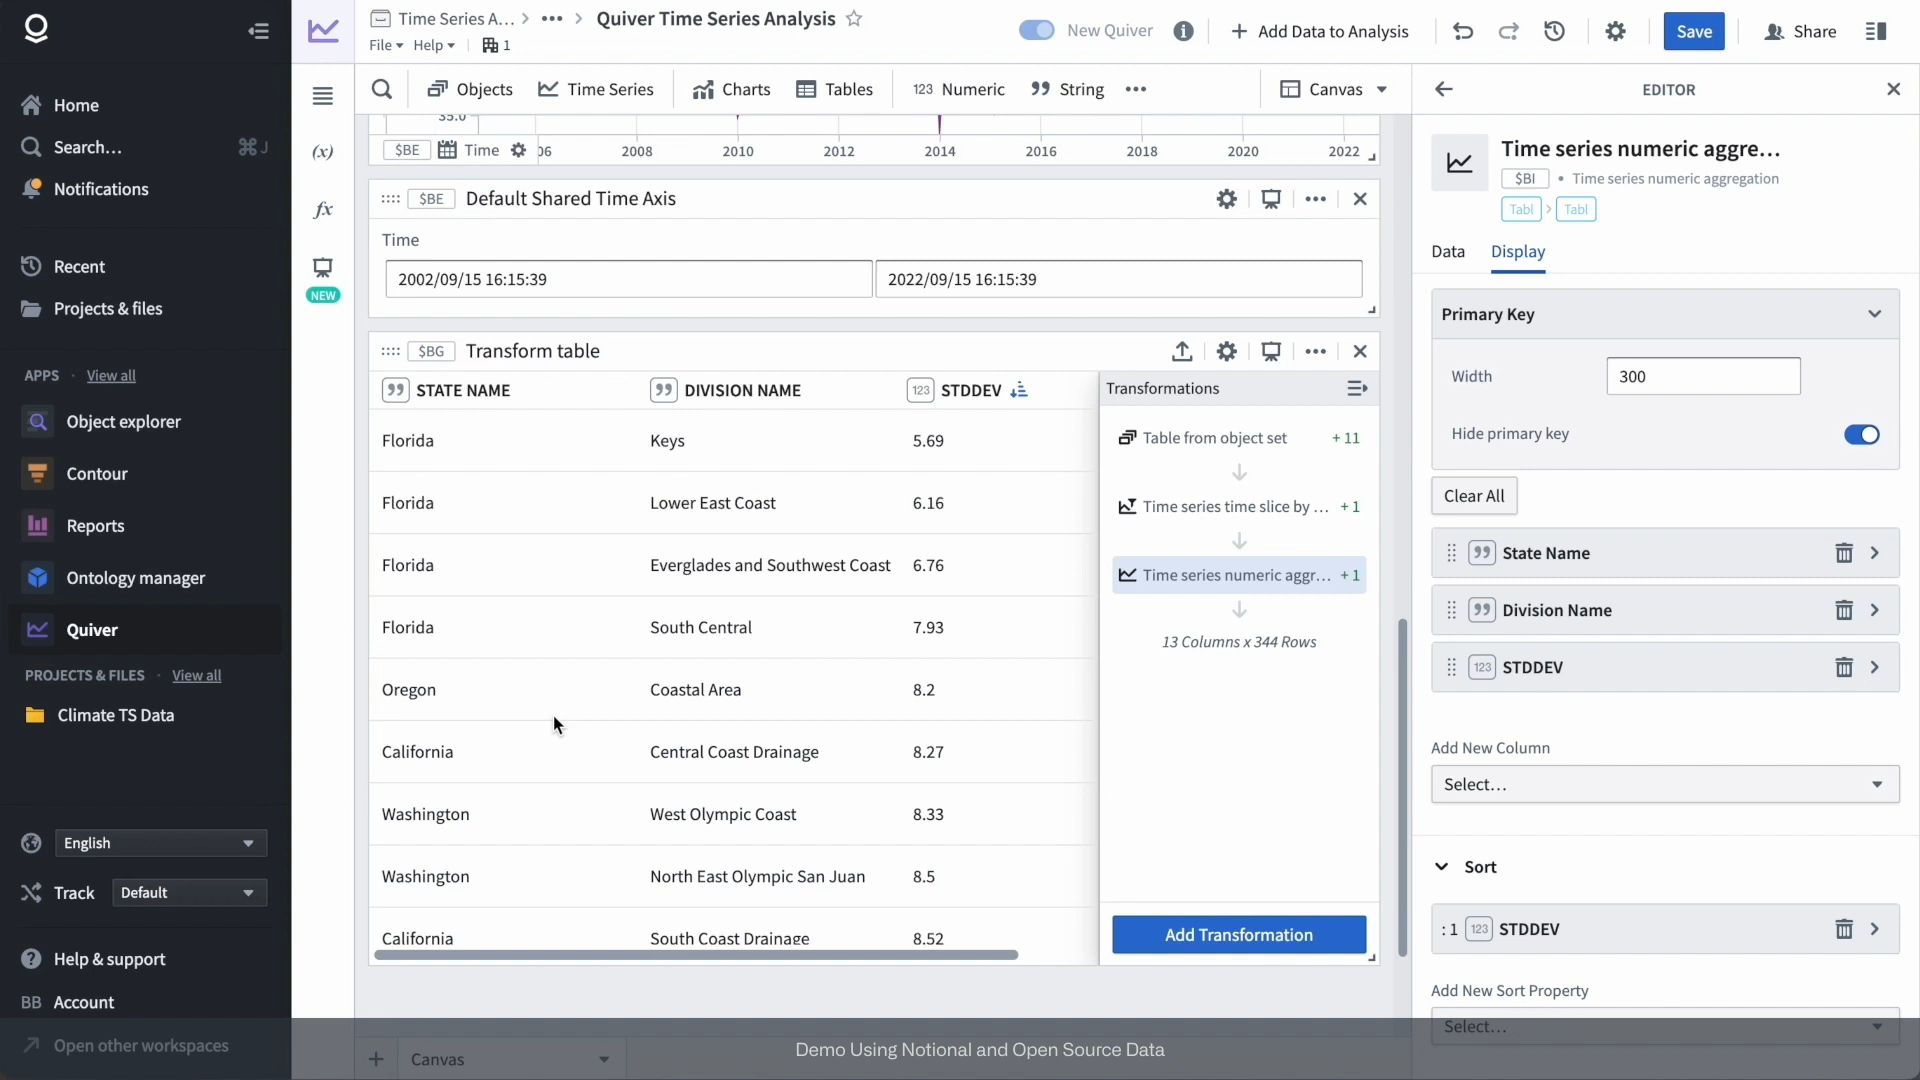 Home
Search… ⌘J
Notifications
Recent
Projects & files
APPS · View all
Object explorer
Contour
Reports
Ontology manager
Quiver
PROJECTS & FILES · View all
Climate TS Data
English
Track Default
Help & support
BB Account
Open other workspaces
Time Series A… > ••• > Quiver Time Series Analysis
File Help 1
New Quiver
Add Data to Analysis
Save
Share
(x)
fx
NEW
Objects Time Series Charts Tables 123 Numeric String ••• Canvas
35.0
$BE Time 06 2008 2010 2012 2014 2016 2018 2020 2022
$BE Default Shared Time Axis
Time
2002/09/15 16:15:39 2022/09/15 16:15:39
$BG Transform table
STATE NAME DIVISION NAME 123 STDDEV
Florida Keys 5.69
Florida Lower East Coast 6.16
Florida Everglades and Southwest Coast 6.76
Florida South Central 7.93
Oregon Coastal Area 8.2
California Central Coast Drainage 8.27
Washington West Olympic Coast 8.33
Washington North East Olympic San Juan 8.5
California South Coast Drainage 8.52
Transformations
Table from object set +11
Time series time slice by … +1
Time series numeric aggr… +1
13 Columns x 344 Rows
Add Transformation
Canvas
Demo Using Notional and Open Source Data
EDITOR
Time series numeric aggre…
$BI • Time series numeric aggregation
Tabl > Tabl
Data Display
Primary Key
Width 300
Hide primary key
Clear All
State Name
Division Name
123 STDDEV
Add New Column
Select…
Sort
: 1 123 STDDEV
Add New Sort Property
Select…